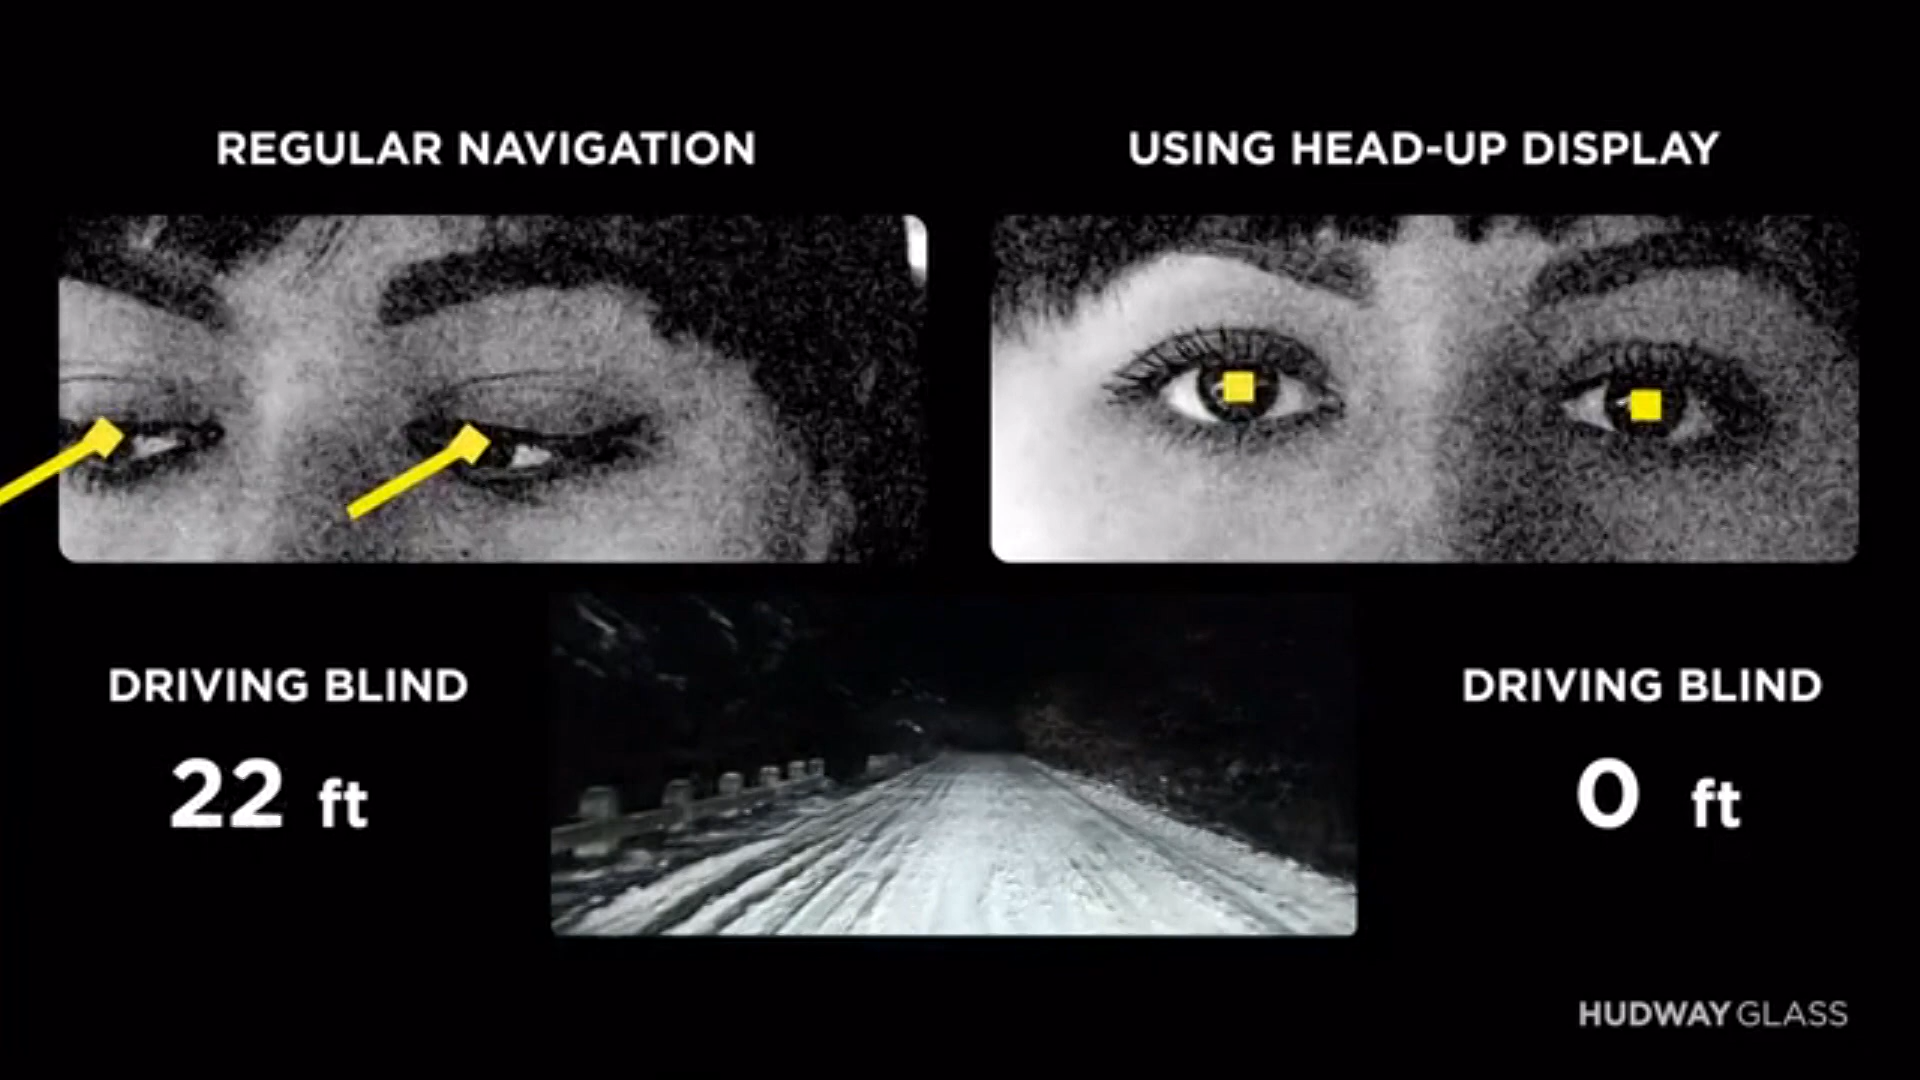 REGULAR NAVIGATION
USING HEAD-UP DISPLAY
DRIVING BLIND
22 ft
DRIVING BLIND
0 ft
HUDWAY GLASS